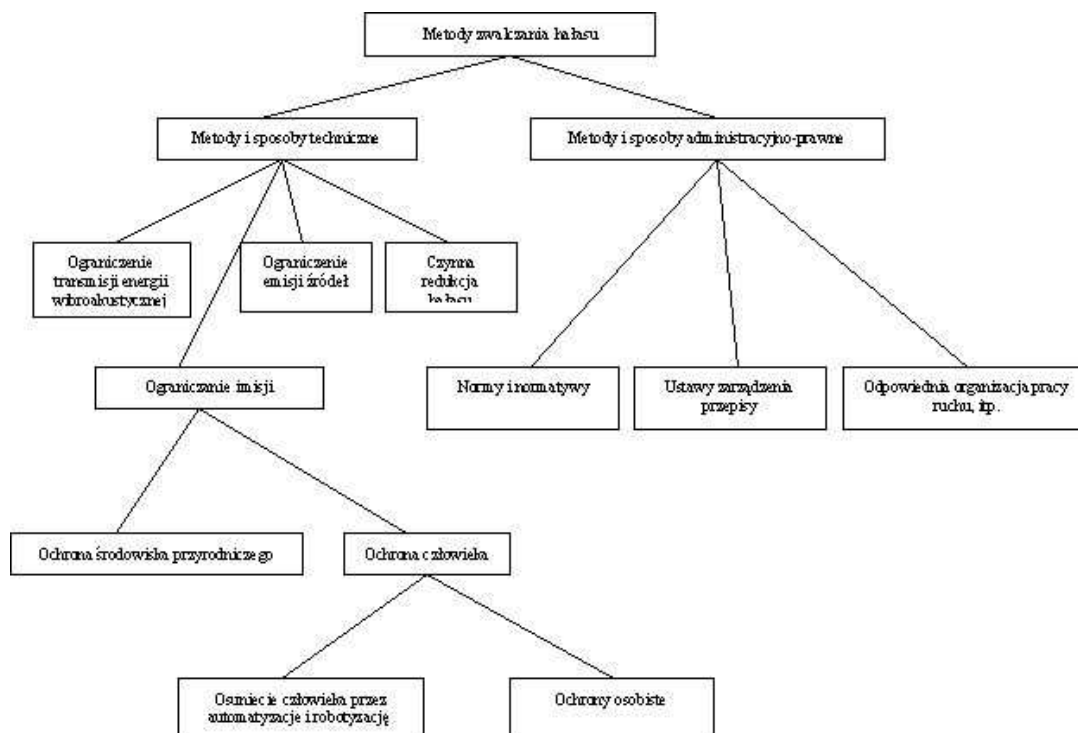 Metody zwalczania hałasu
Metody i sposoby techniczne
Metody i sposoby administracyjno-prawne
Ograniczenie
transmisji energii
wibroakustycznej
Ograniczenie
emisji źródeł
Czynna
redukcja
hałasu
Ograniczanie imisji
Normy i normatywy
Ustawy zarządzenia
przepisy
Odpowiednia organizacja pracy
ruchu, itp.
Ochrona środowiska przyrodniczego
Ochrona człowieka
Osuniecie człowieka przez
automatyzacje i robotyzację
Ochrony osobiste